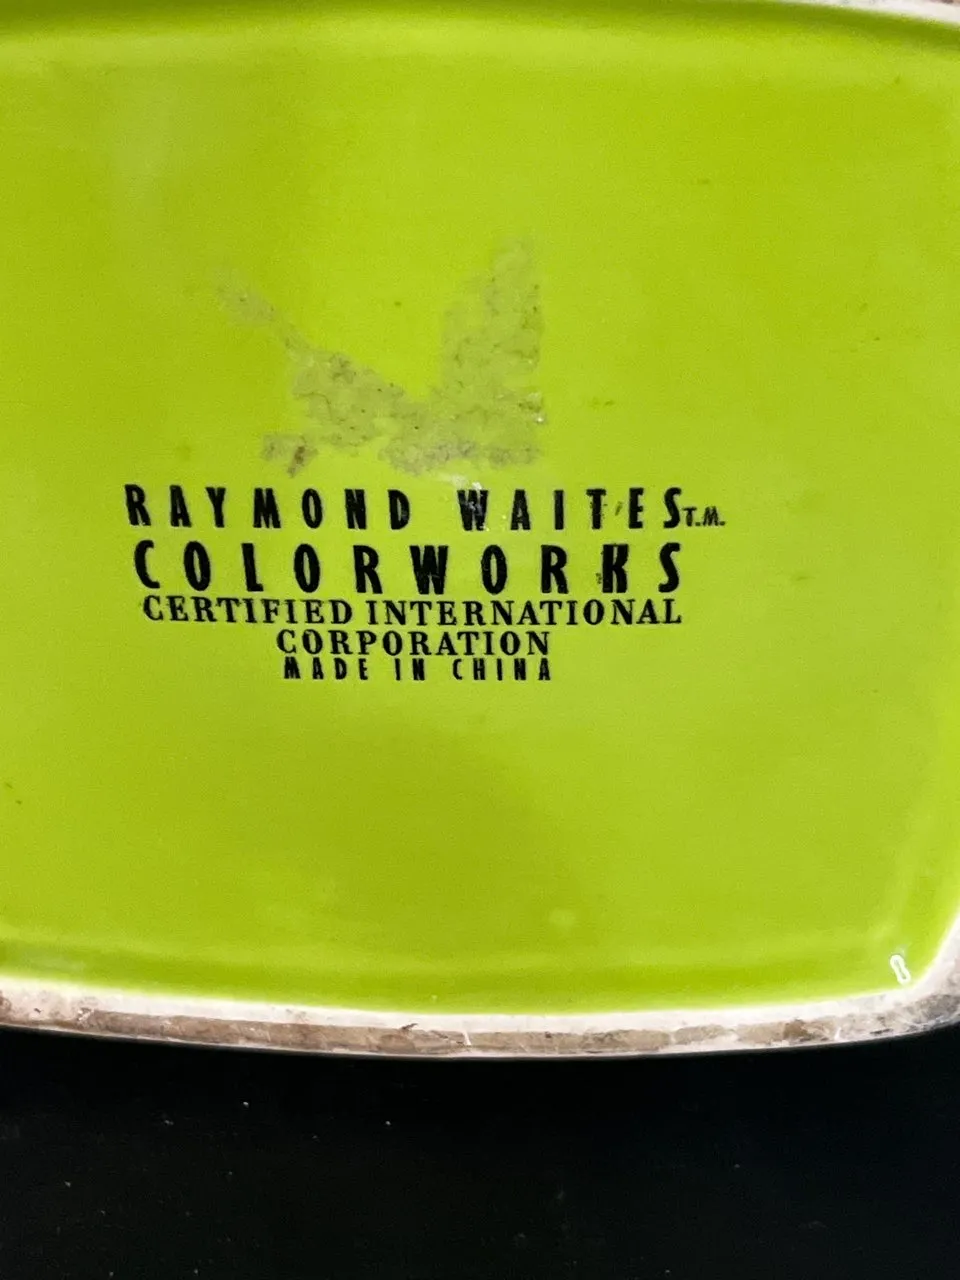 RAYMOND WAITES T.M.
COLORWORKS
CERTIFIED INTERNATIONAL
CORPORATION
MADE IN CHINA